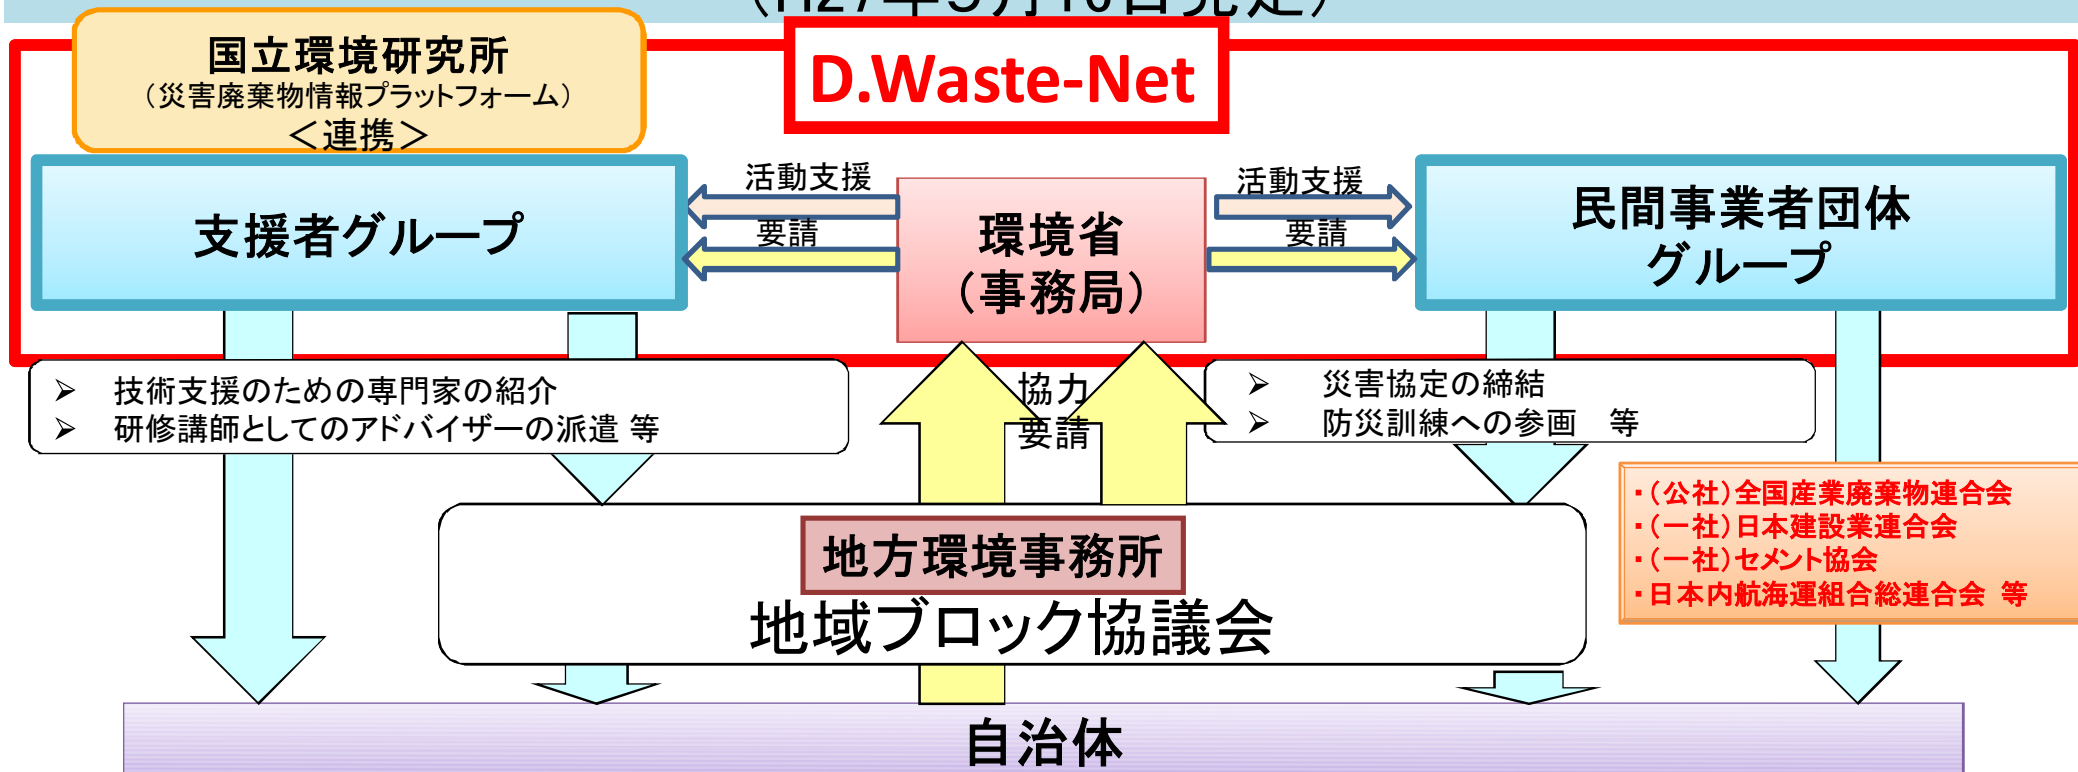 国立環境研究所
（災害廃棄物情報プラットフォーム）
＜連携＞
D.Waste-Net
支援者グループ
活動支援
要請
環境省
（事務局）
活動支援
要請
民間事業者団体
グループ
➢ 技術支援のための専門家の紹介
➢ 研修講師としてのアドバイザーの派遣 等
協力
要請
➢ 災害協定の締結
➢ 防災訓練への参画　等
・（公社）全国産業廃棄物連合会
・（一社）日本建設業連合会
・（一社）セメント協会
・日本内航海運組合総連合会 等
地方環境事務所
地域ブロック協議会
自治体